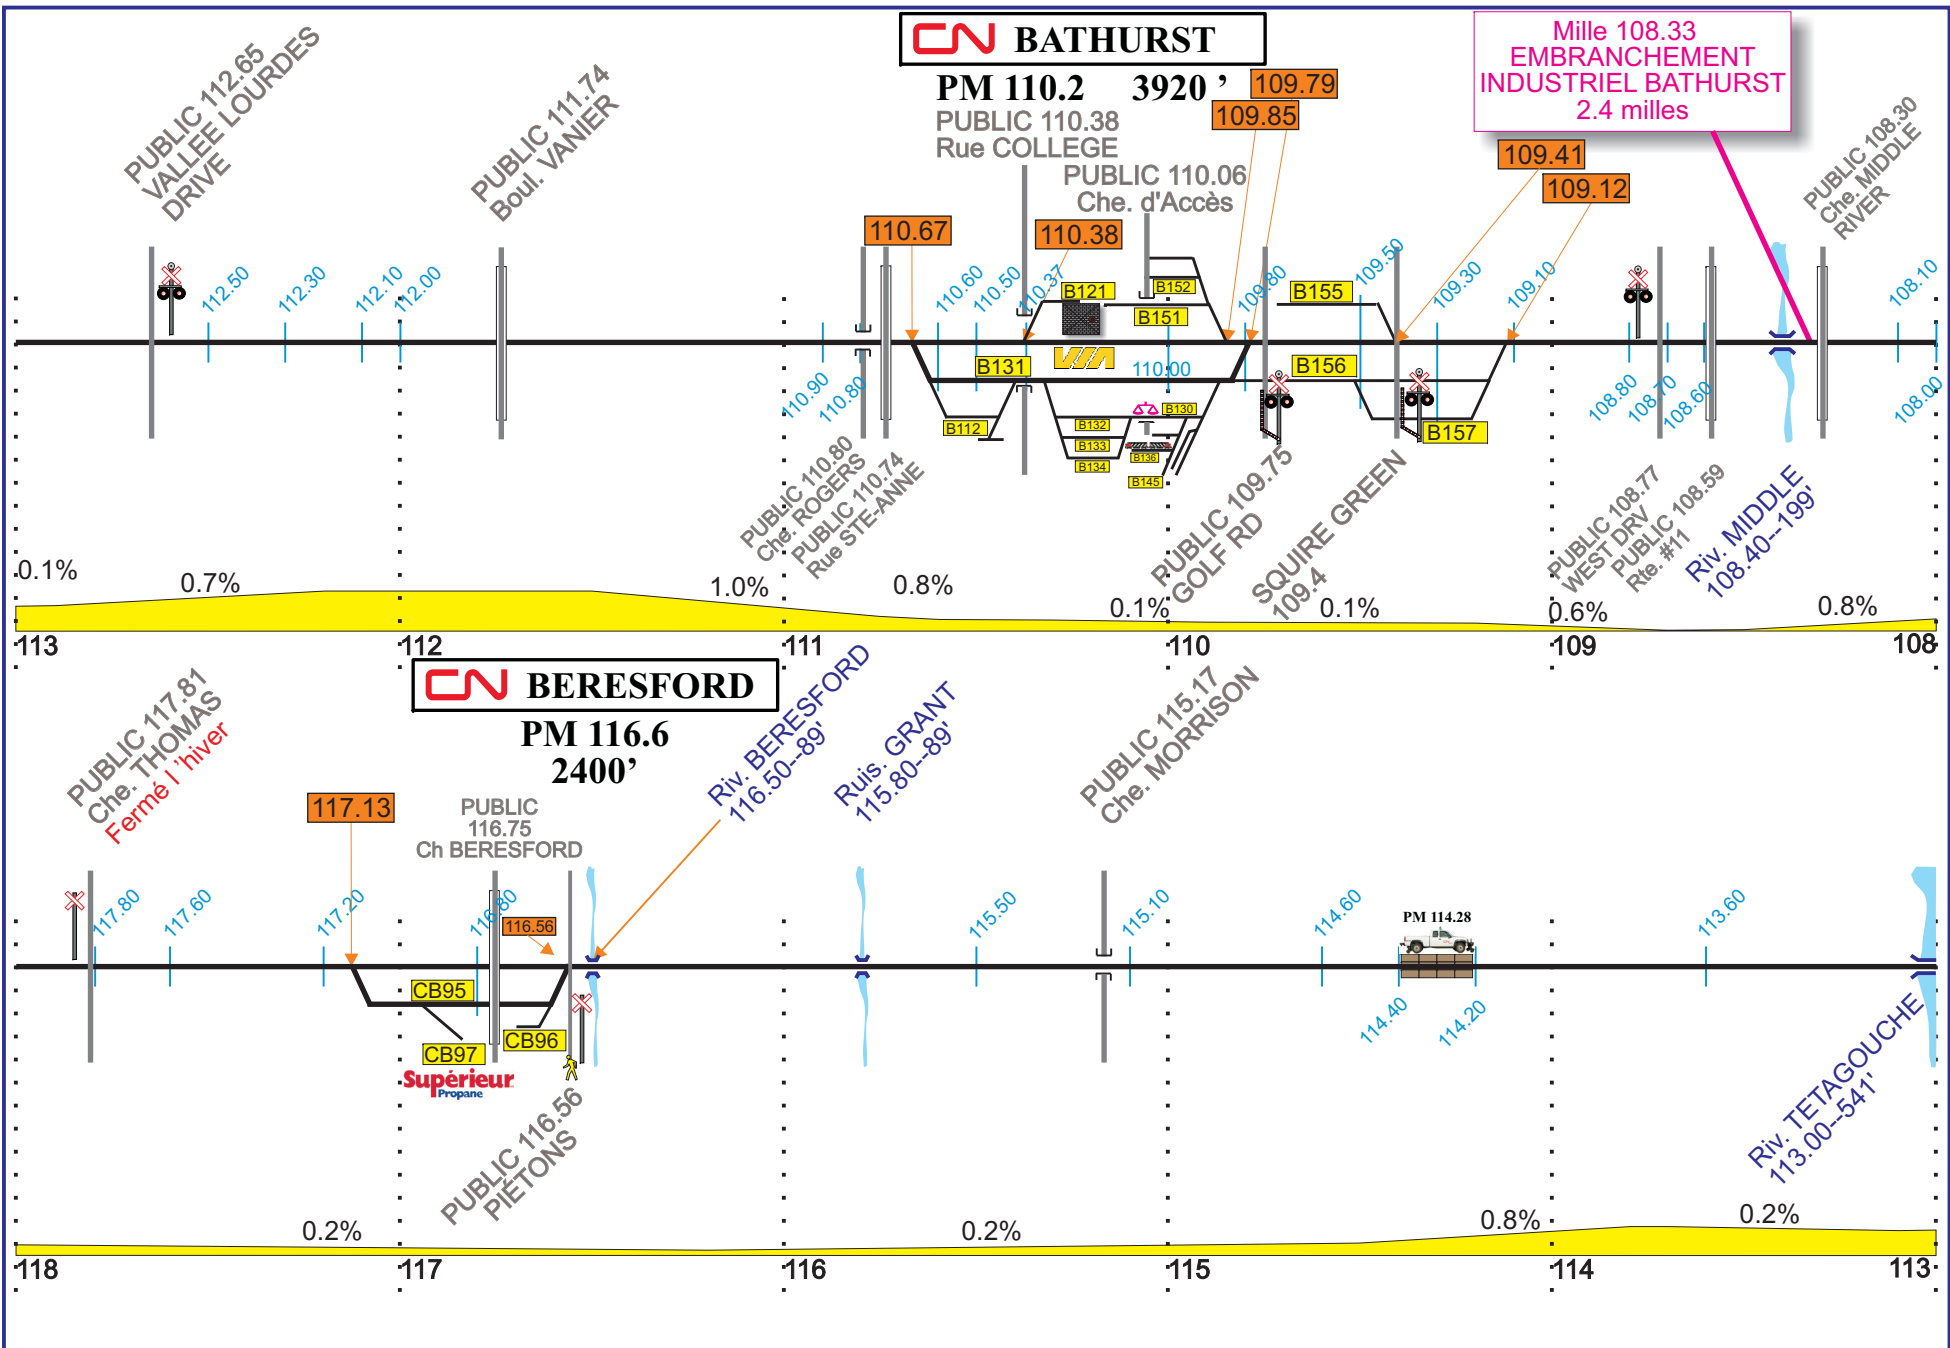 CN BATHURST
PM 110.2 3920 ’
Mille 108.33
EMBRANCHEMENT
INDUSTRIEL BATHURST
2.4 milles
PUBLIC 112.65
VALLEE LOURDES
DRIVE
PUBLIC 111.74
Boul. VANIER
PUBLIC 110.38
Rue COLLEGE
PUBLIC 110.06
Che. d'Accès
109.79
109.85
109.41
109.12
PUBLIC 108.30
Che. MIDDLE
RIVER
110.67
110.38
112.50
112.30
112.10
112.00
110.60
110.50
110.37
109.80
109.50
109.30
109.10
108.10
B121
B152
B151
B155
B131
VIA
110.00
B156
B112
B132
B130
B133
B136
B134
B145
B157
110.90
110.80
108.80
108.70
108.60
108.00
PUBLIC 110.80
Che. ROGERS
PUBLIC 110.74
Rue STE-ANNE
PUBLIC 109.75
GOLF RD
SQUIRE GREEN
109.4
PUBLIC 108.77
WEST DRV
PUBLIC 108.59
Rte. #11
Riv. MIDDLE
108.40--199'
0.1%
0.7%
1.0%
0.8%
0.1%
0.1%
0.6%
0.8%
113
112
111
110
109
108
CN BERESFORD
PM 116.6
2400’
PUBLIC 117.81
Che. THOMAS
Fermé l ’hiver
117.13
PUBLIC
116.75
Ch BERESFORD
Riv. BERESFORD
116.50--89'
Ruis. GRANT
115.80--89'
PUBLIC 115.17
Che. MORRISON
117.80
117.60
117.20
116.80
116.56
115.50
115.10
114.60
PM 114.28
113.60
CB95
CB97
CB96
Supérieur
Propane
114.40
114.20
PUBLIC 116.56
PIÉTONS
Riv. TETAGOUCHE
113.00--541'
0.2%
0.2%
0.8%
0.2%
118
117
116
115
114
113